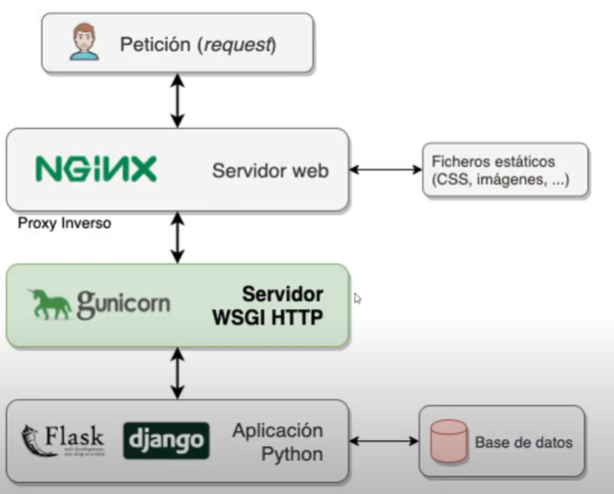 Petición (request)
NGINX
Servidor web
Ficheros estáticos
(CSS, imágenes, ...)
Proxy Inverso
gunicorn
Servidor
WSGI HTTP
Flask
django
Aplicación
Python
Base de datos